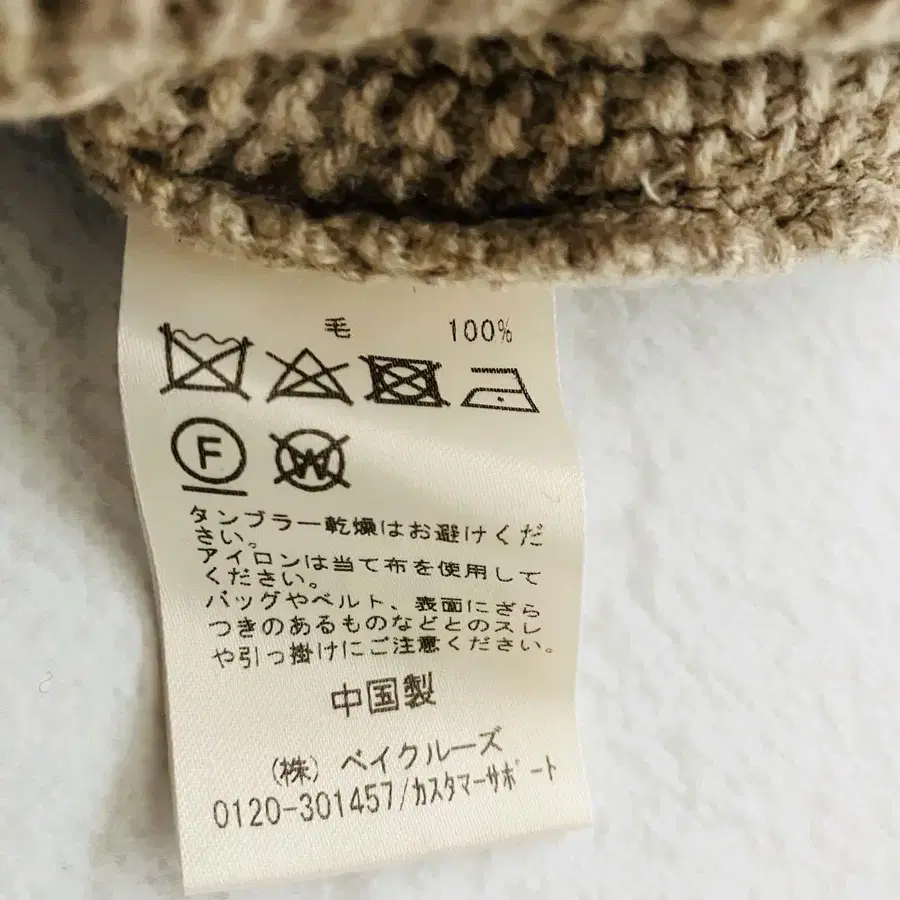 毛 100%
F W
タンブラー乾燥はお避けくだ
さい。
アイロンは当て布を使用して
ください。
バッグやベルト、表面にざら
つきのあるものなどとのスレ
や引っ掛けにご注意ください。
中国製
(株) ベイクルーズ
0120-301457/カスタマーサポート